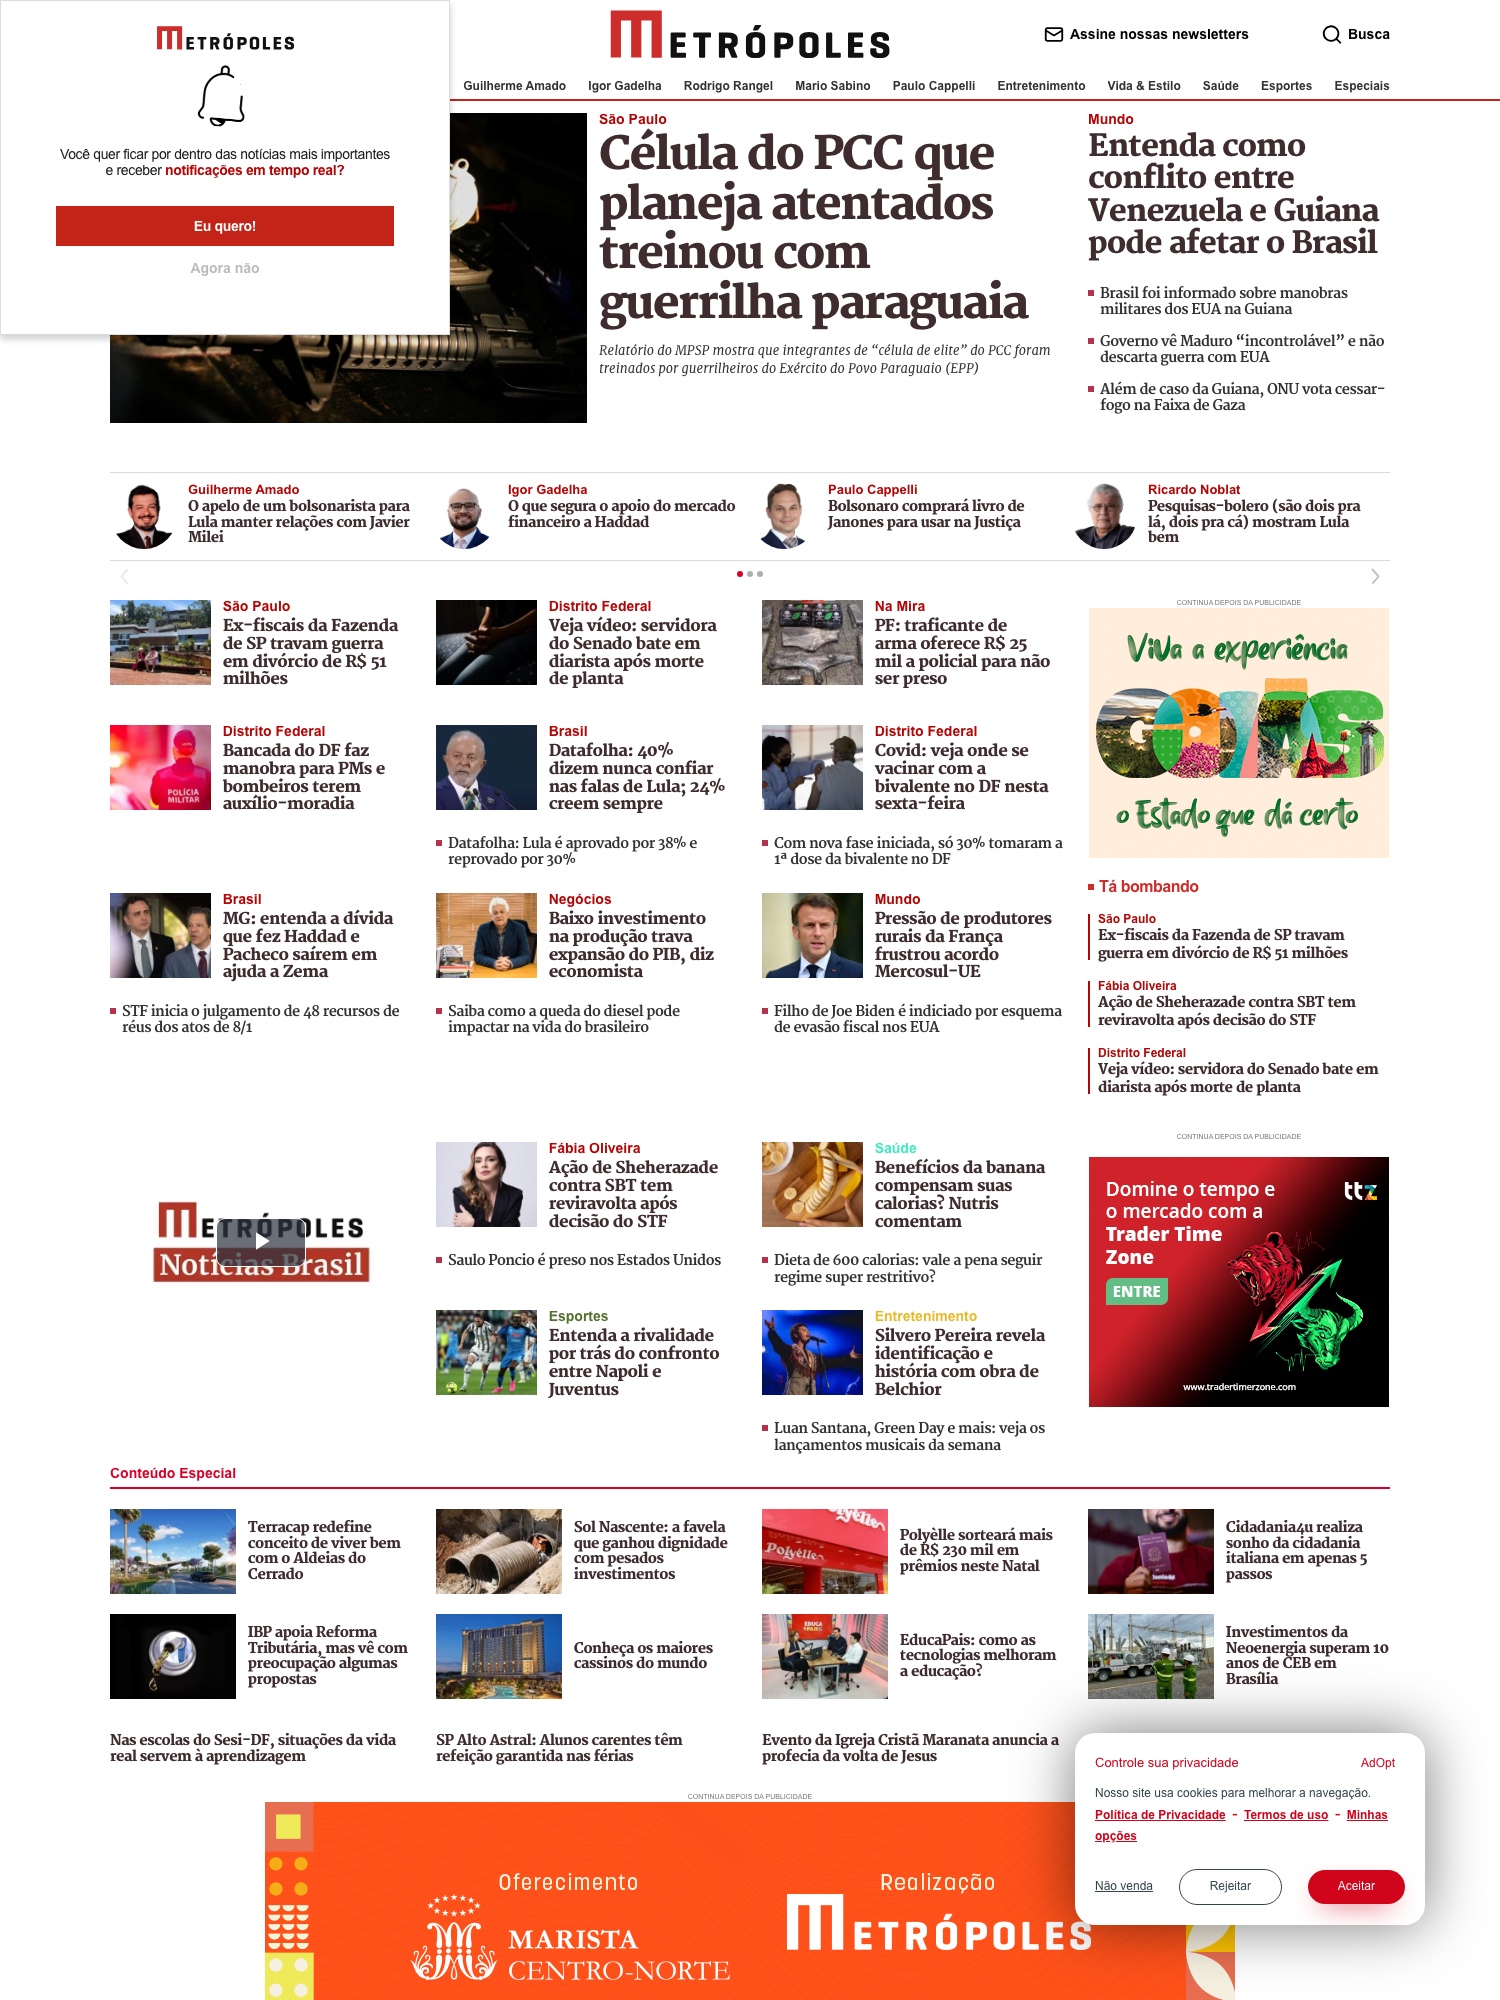 METRÓPOLES
Você quer ficar por dentro das notícias mais importantes
e receber notificações em tempo real?
Eu quero!
Agora não
METRÓPOLES
Assine nossas newsletters
Busca
Guilherme Amado
Igor Gadelha
Rodrigo Rangel
Mario Sabino
Paulo Cappelli
Entretenimento
Vida & Estilo
Saúde
Esportes
Especiais
São Paulo
Célula do PCC que
planeja atentados
treinou com
guerrilha paraguaia
Relatório do MPSP mostra que integrantes de “célula de elite” do PCC foram
treinados por guerrilheiros do Exército do Povo Paraguaio (EPP)
Mundo
Entenda como
conflito entre
Venezuela e Guiana
pode afetar o Brasil
Brasil foi informado sobre manobras
militares dos EUA na Guiana
Governo vê Maduro “incontrolável” e não
descarta guerra com EUA
Além de caso da Guiana, ONU vota cessar-
fogo na Faixa de Gaza
Guilherme Amado
O apelo de um bolsonarista para
Lula manter relações com Javier
Milei
Igor Gadelha
O que segura o apoio do mercado
financeiro a Haddad
Paulo Cappelli
Bolsonaro comprará livro de
Janones para usar na Justiça
Ricardo Noblat
Pesquisas-bolero (são dois pra
lá, dois pra cá) mostram Lula
bem
São Paulo
Ex-fiscais da Fazenda
de SP travam guerra
em divórcio de R$ 51
milhões
Distrito Federal
Veja vídeo: servidora
do Senado bate em
diarista após morte
de planta
Na Mira
PF: traficante de
arma oferece R$ 25
mil a policial para não
ser preso
CONTINUA DEPOIS DA PUBLICIDADE
Viva a experiência
GOIÁS
o Estado que dá certo
Distrito Federal
Bancada do DF faz
manobra para PMs e
bombeiros terem
auxílio-moradia
POLÍCIA
MILITAR
Brasil
Datafolha: 40%
dizem nunca confiar
nas falas de Lula; 24%
creem sempre
Datafolha: Lula é aprovado por 38% e
reprovado por 30%
Distrito Federal
Covid: veja onde se
vacinar com a
bivalente no DF nesta
sexta-feira
Com nova fase iniciada, só 30% tomaram a
1ª dose da bivalente no DF
Brasil
MG: entenda a dívida
que fez Haddad e
Pacheco saírem em
ajuda a Zema
STF inicia o julgamento de 48 recursos de
réus dos atos de 8/1
Negócios
Baixo investimento
na produção trava
expansão do PIB, diz
economista
Saiba como a queda do diesel pode
impactar na vida do brasileiro
Mundo
Pressão de produtores
rurais da França
frustrou acordo
Mercosul-UE
Filho de Joe Biden é indiciado por esquema
de evasão fiscal nos EUA
Tá bombando
São Paulo
Ex-fiscais da Fazenda de SP travam
guerra em divórcio de R$ 51 milhões
Fábia Oliveira
Ação de Sheherazade contra SBT tem
reviravolta após decisão do STF
Distrito Federal
Veja vídeo: servidora do Senado bate em
diarista após morte de planta
METRÓPOLES
Notícias Brasil
Fábia Oliveira
Ação de Sheherazade
contra SBT tem
reviravolta após
decisão do STF
Saulo Poncio é preso nos Estados Unidos
Saúde
Benefícios da banana
compensam suas
calorias? Nutris
comentam
Dieta de 600 calorias: vale a pena seguir
regime super restritivo?
CONTINUA DEPOIS DA PUBLICIDADE
Domine o tempo e
o mercado com a
Trader Time
Zone
ttz
ENTRE
www.tradertimerzone.com
Esportes
Entenda a rivalidade
por trás do confronto
entre Napoli e
Juventus
Entretenimento
Silvero Pereira revela
identificação e
história com obra de
Belchior
Luan Santana, Green Day e mais: veja os
lançamentos musicais da semana
Conteúdo Especial
Terracap redefine
conceito de viver bem
com o Aldeias do
Cerrado
Sol Nascente: a favela
que ganhou dignidade
com pesados
investimentos
Polyèlle
Polyèlle sorteará mais
de R$ 230 mil em
prêmios neste Natal
Cidadania4u realiza
sonho da cidadania
italiana em apenas 5
passos
IBP apoia Reforma
Tributária, mas vê com
preocupação algumas
propostas
Conheça os maiores
cassinos do mundo
EDUCA
EducaPais: como as
tecnologias melhoram
a educação?
Investimentos da
Neoenergia superam 10
anos de CEB em
Brasília
Nas escolas do Sesi-DF, situações da vida
real servem à aprendizagem
SP Alto Astral: Alunos carentes têm
refeição garantida nas férias
Evento da Igreja Cristã Maranata anuncia a
profecia da volta de Jesus
CONTINUA DEPOIS DA PUBLICIDADE
Oferecimento
MARISTA
CENTRO-NORTE
Realização
METRÓPOLES
Controle sua privacidade
AdOpt
Nosso site usa cookies para melhorar a navegação.
Política de Privacidade - Termos de uso - Minhas
opções
Não venda
Rejeitar
Aceitar